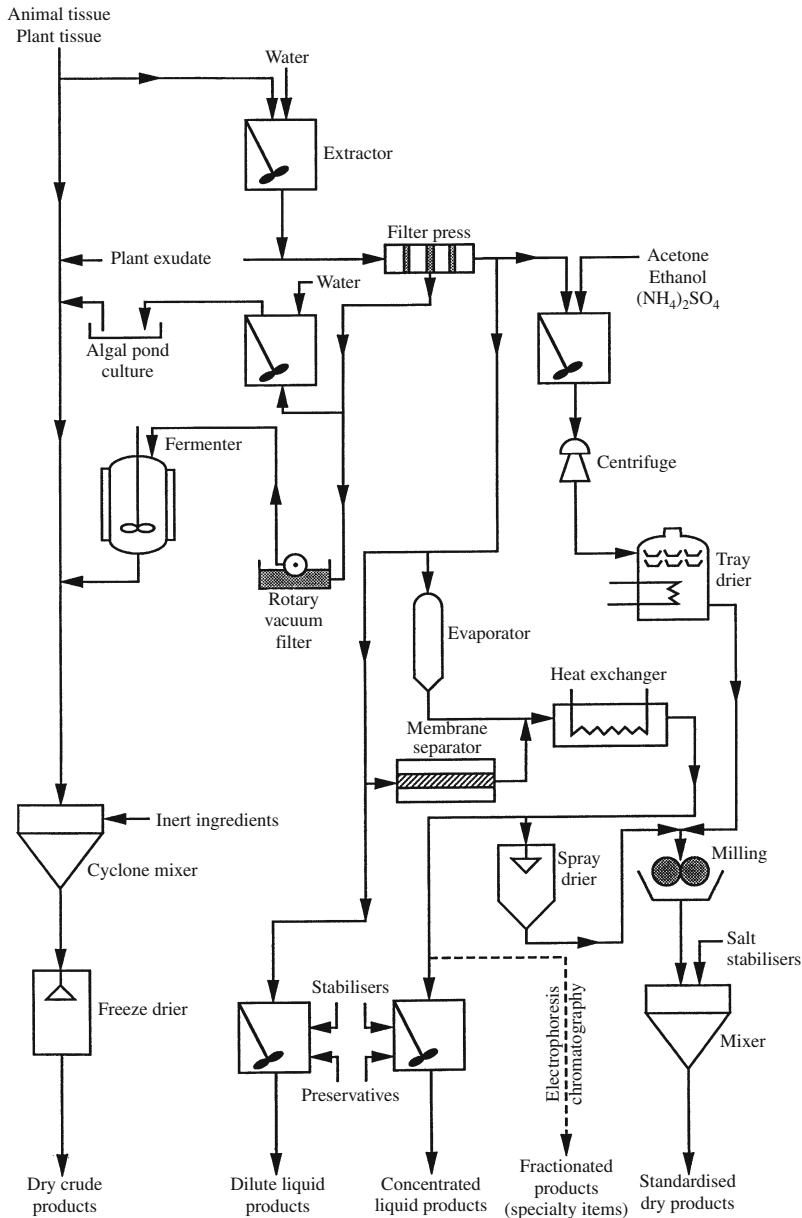 Animal tissue
Plant tissue
Water
Extractor
Filter press
Plant exudate
Acetone
Ethanol
(NH₄)₂SO₄
Water
Algal pond
culture
Fermenter
Centrifuge
Rotary
vacuum
filter
Tray
drier
Evaporator
Heat exchanger
Membrane
separator
Inert ingredients
Cyclone mixer
Spray
drier
Milling
Salt
stabilisers
Freeze drier
Stabilisers
Electrophoresis
chromatography
Mixer
Preservatives
Dry crude
products
Dilute liquid
products
Concentrated
liquid products
Fractionated
products
(specialty items)
Standardised
dry products